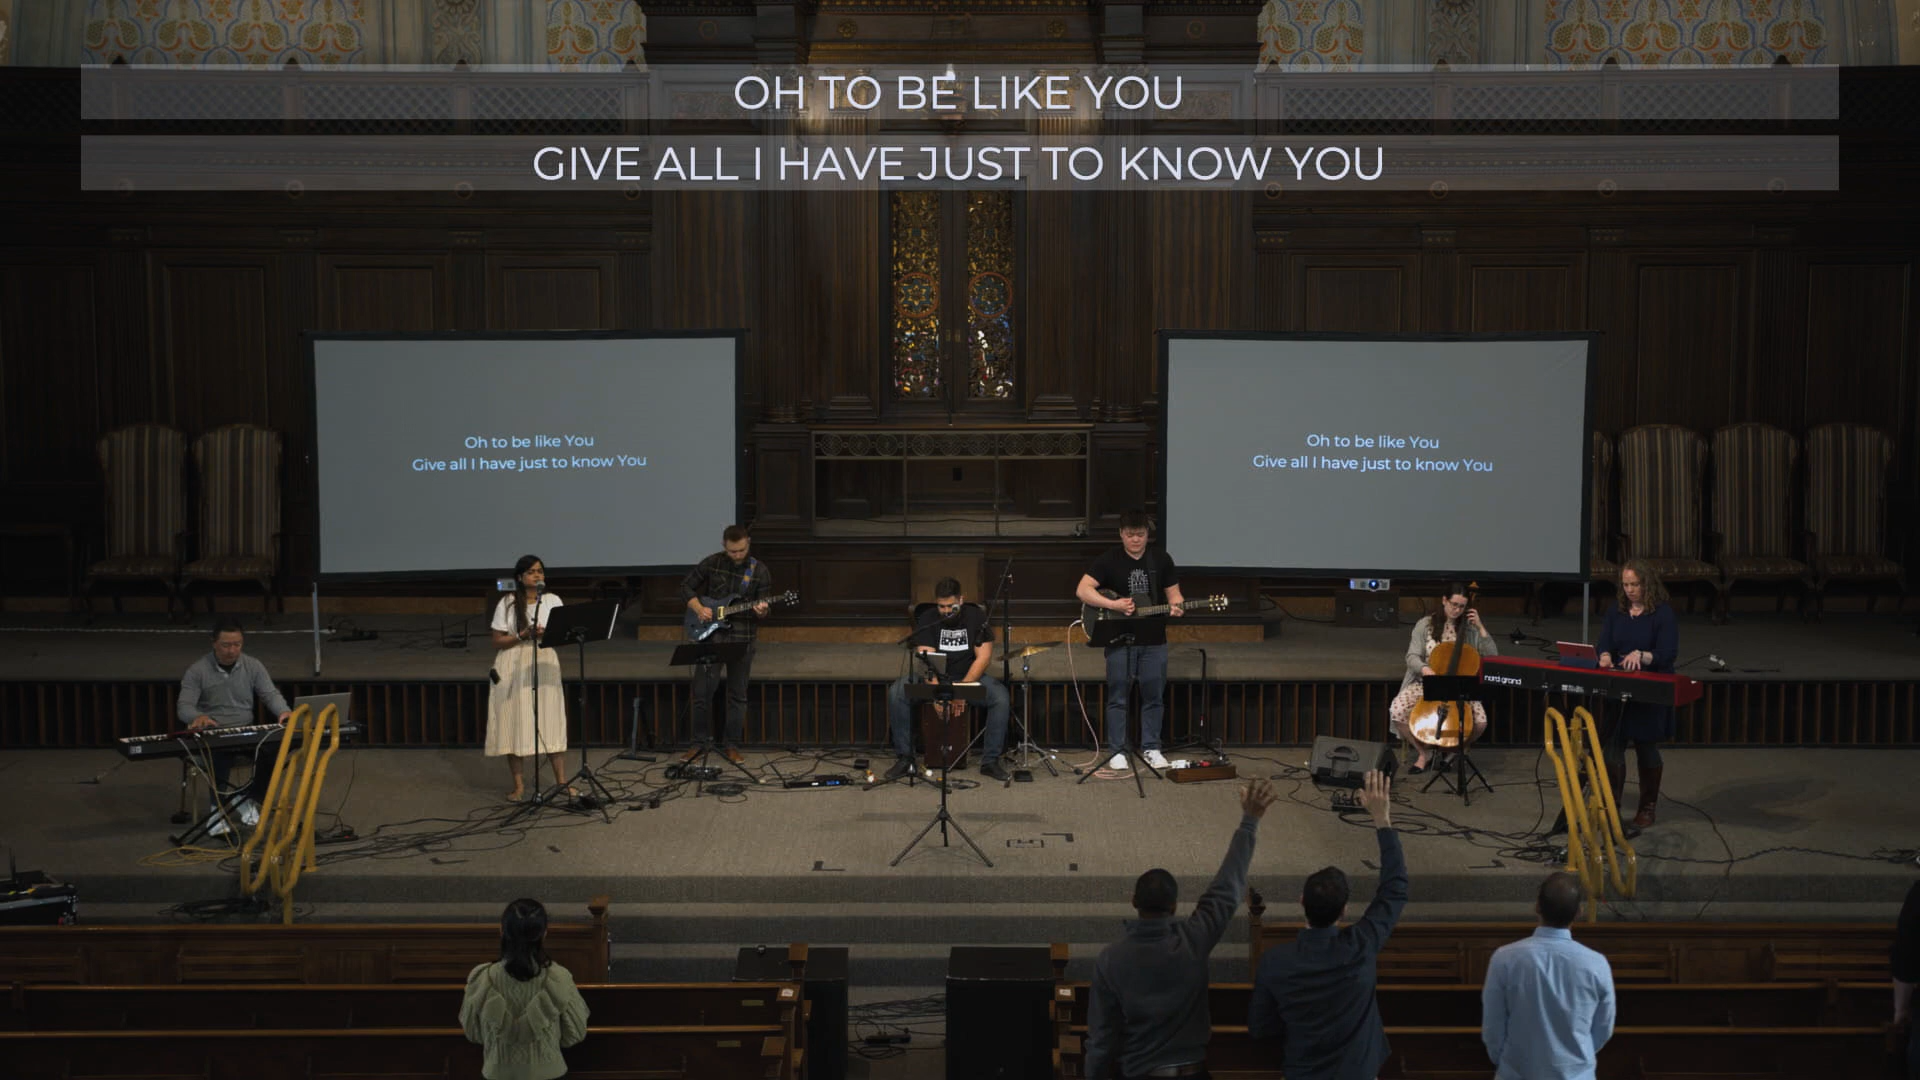 OH TO BE LIKE YOU
GIVE ALL I HAVE JUST TO KNOW YOU
Oh to be like You
Give all I have just to know You
Oh to be like You
Give all I have just to know You
nord grand